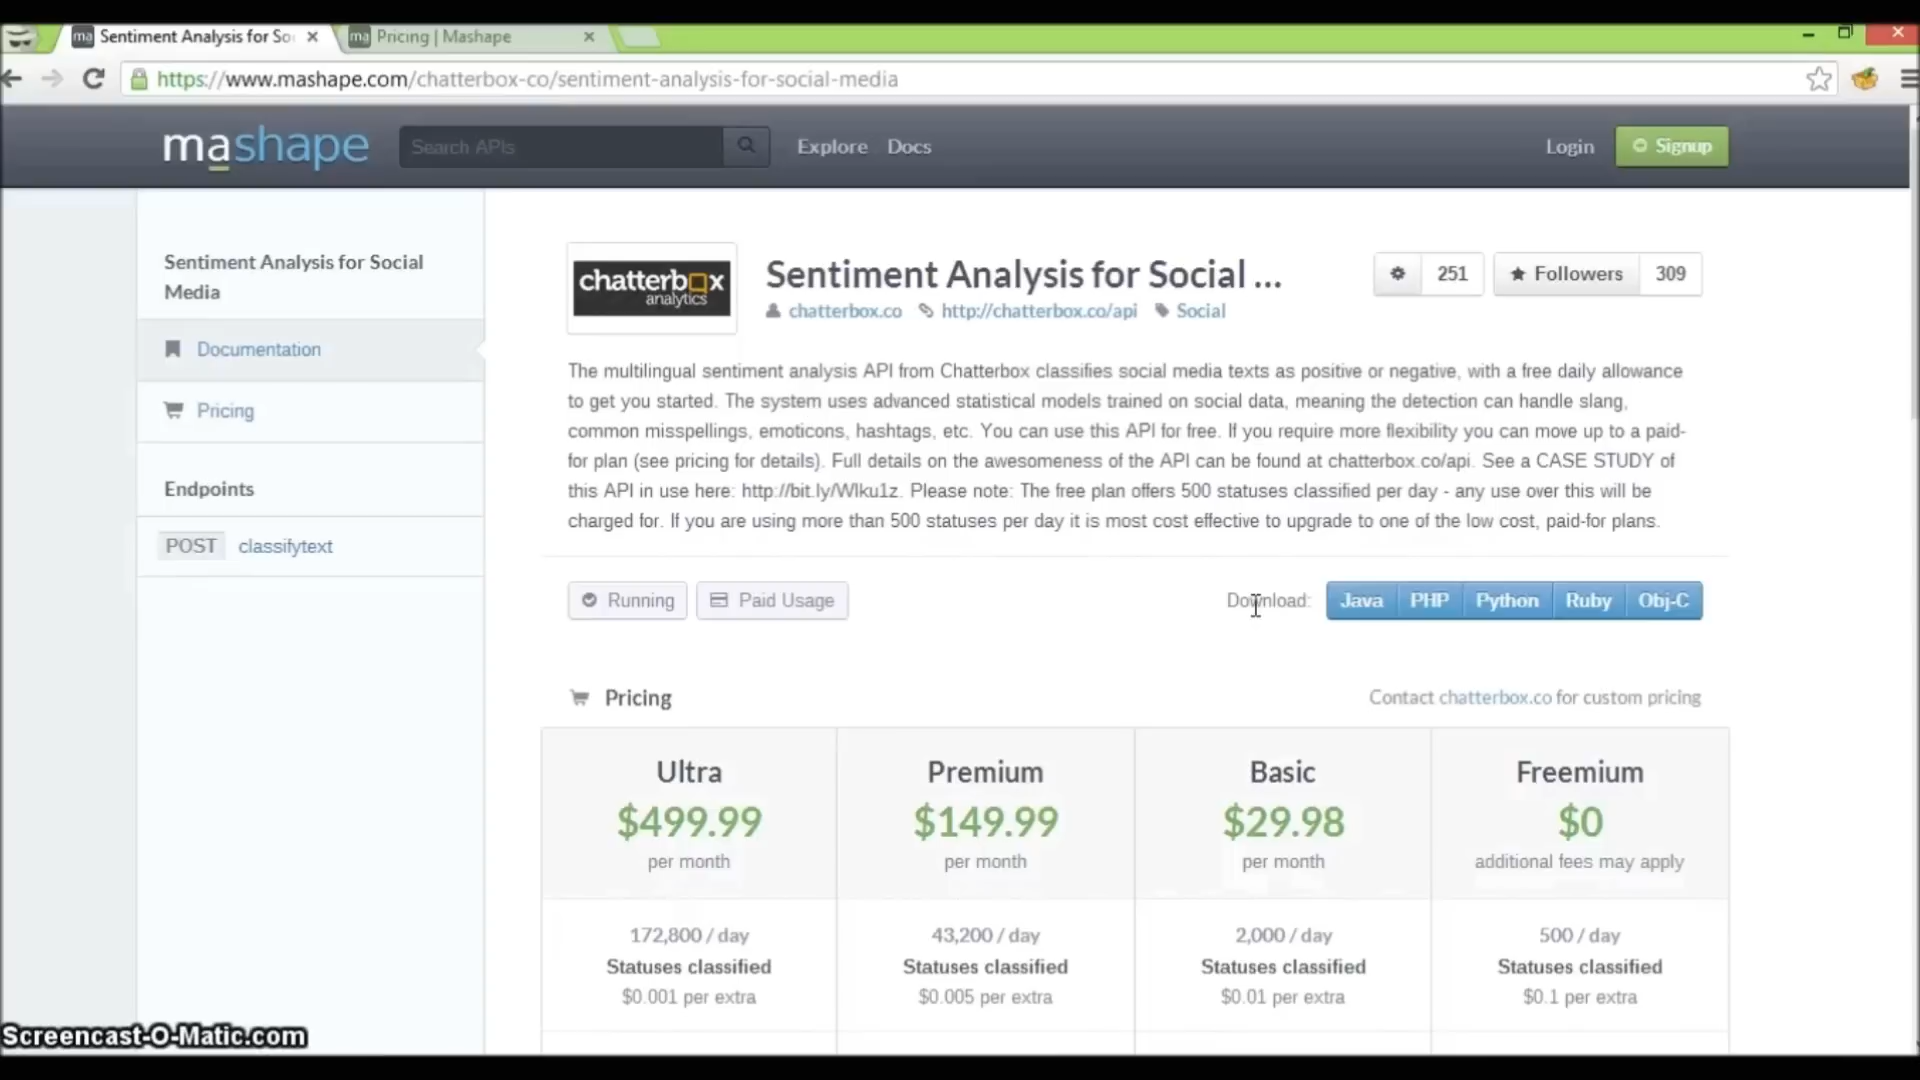 Sentiment Analysis for So
Pricing | Mashape
https://www.mashape.com/chatterbox-co/sentiment-analysis-for-social-media
mashape
Search APIs
Explore
Docs
Login
Signup
Sentiment Analysis for Social
Media
Documentation
Pricing
Endpoints
POST classifytext
chatterbox
analytics
Sentiment Analysis for Social ...
251
Followers 309
chatterbox.co http://chatterbox.co/api Social
The multilingual sentiment analysis API from Chatterbox classifies social media texts as positive or negative, with a free daily allowance
to get you started. The system uses advanced statistical models trained on social data, meaning the detection can handle slang,
common misspellings, emoticons, hashtags, etc. You can use this API for free. If you require more flexibility you can move up to a paid-
for plan (see pricing for details). Full details on the awesomeness of the API can be found at chatterbox.co/api. See a CASE STUDY of
this API in use here: http://bit.ly/Wlku1z. Please note: The free plan offers 500 statuses classified per day - any use over this will be
charged for. If you are using more than 500 statuses per day it is most cost effective to upgrade to one of the low cost, paid-for plans.
Running
Paid Usage
Download: Java PHP Python Ruby Obj-C
Pricing
Contact chatterbox.co for custom pricing
Ultra
$499.99
per month
172,800 / day
Statuses classified
$0.001 per extra
Premium
$149.99
per month
43,200 / day
Statuses classified
$0.005 per extra
Basic
$29.98
per month
2,000 / day
Statuses classified
$0.01 per extra
Freemium
$0
additional fees may apply
500 / day
Statuses classified
$0.1 per extra
Screencast-O-Matic.com